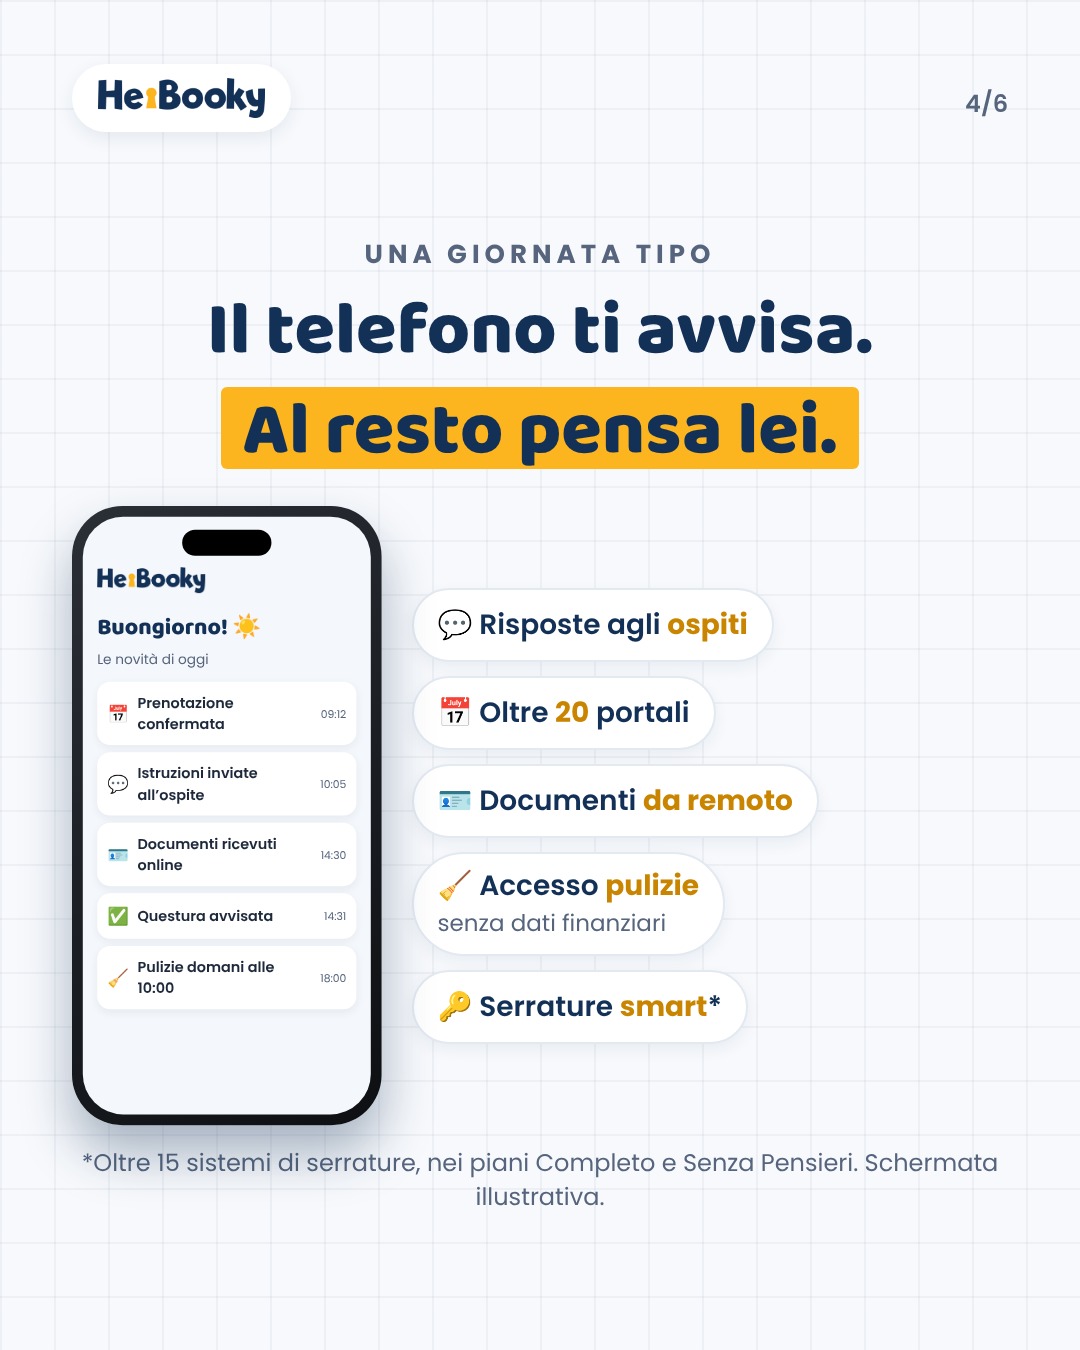 HeiBooky
4/6
UNA GIORNATA TIPO
Il telefono ti avvisa.
Al resto pensa lei.
HeiBooky
Buongiorno! ☀️
Le novità di oggi
📅 Prenotazione
confermata 09:12
💬 Istruzioni inviate
all’ospite 10:05
🪪 Documenti ricevuti
online 14:30
✅ Questura avvisata 14:31
🧹 Pulizie domani alle
10:00 18:00
💬 Risposte agli ospiti
📅 Oltre 20 portali
🪪 Documenti da remoto
🧹 Accesso pulizie
senza dati finanziari
🔑 Serrature smart*
*Oltre 15 sistemi di serrature, nei piani Completo e Senza Pensieri. Schermata
illustrativa.